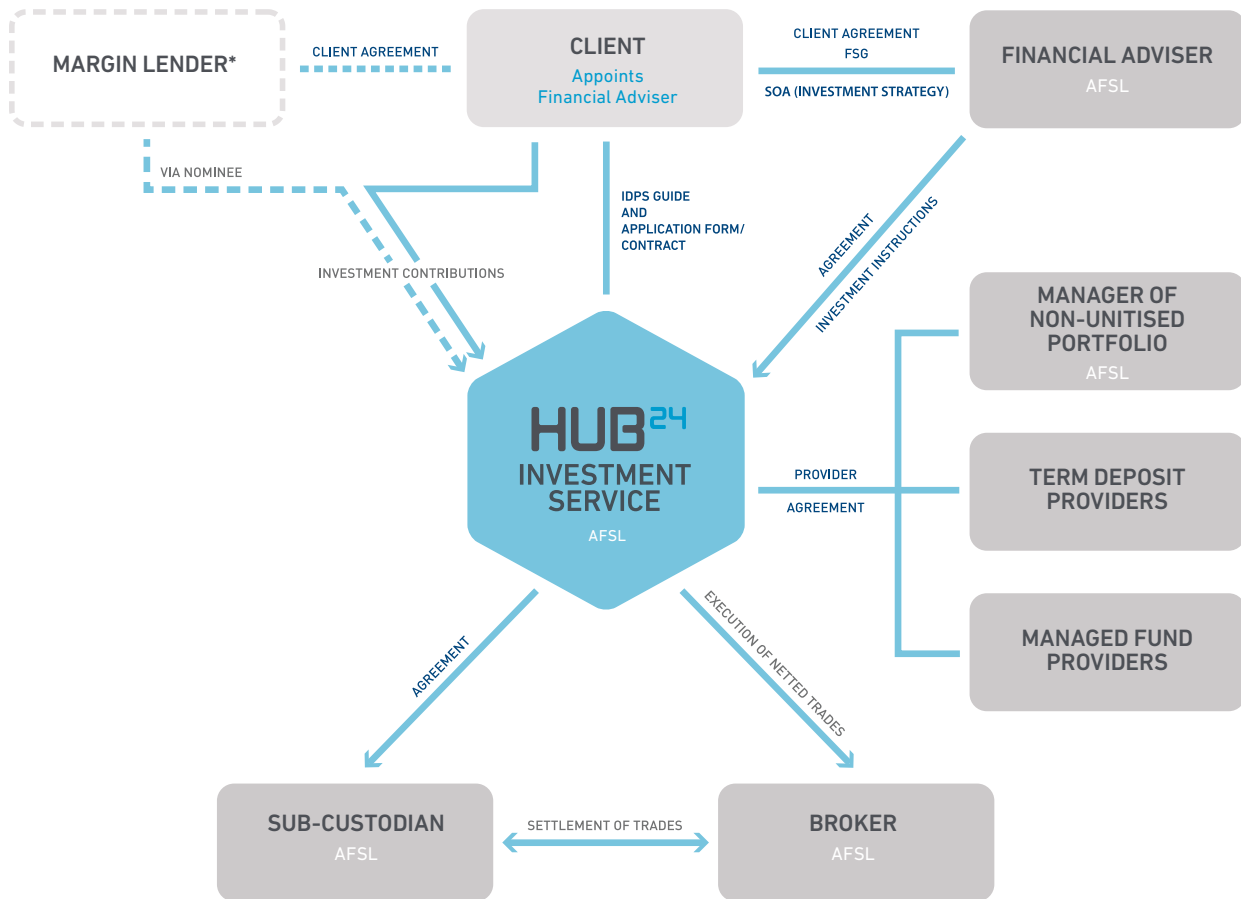 MARGIN LENDER*
CLIENT AGREEMENT
CLIENT
Appoints
Financial Adviser
CLIENT AGREEMENT
FSG
SOA (INVESTMENT STRATEGY)
FINANCIAL ADVISER
AFSL
VIA NOMINEE
INVESTMENT CONTRIBUTIONS
IDPS GUIDE
AND
APPLICATION FORM/
CONTRACT
AGREEMENT
INVESTMENT INSTRUCTIONS
MANAGER OF
NON-UNITISED
PORTFOLIO
AFSL
HUB24
INVESTMENT
SERVICE
AFSL
PROVIDER
AGREEMENT
TERM DEPOSIT
PROVIDERS
MANAGED FUND
PROVIDERS
AGREEMENT
EXECUTION OF NETTED TRADES
SUB-CUSTODIAN
AFSL
SETTLEMENT OF TRADES
BROKER
AFSL